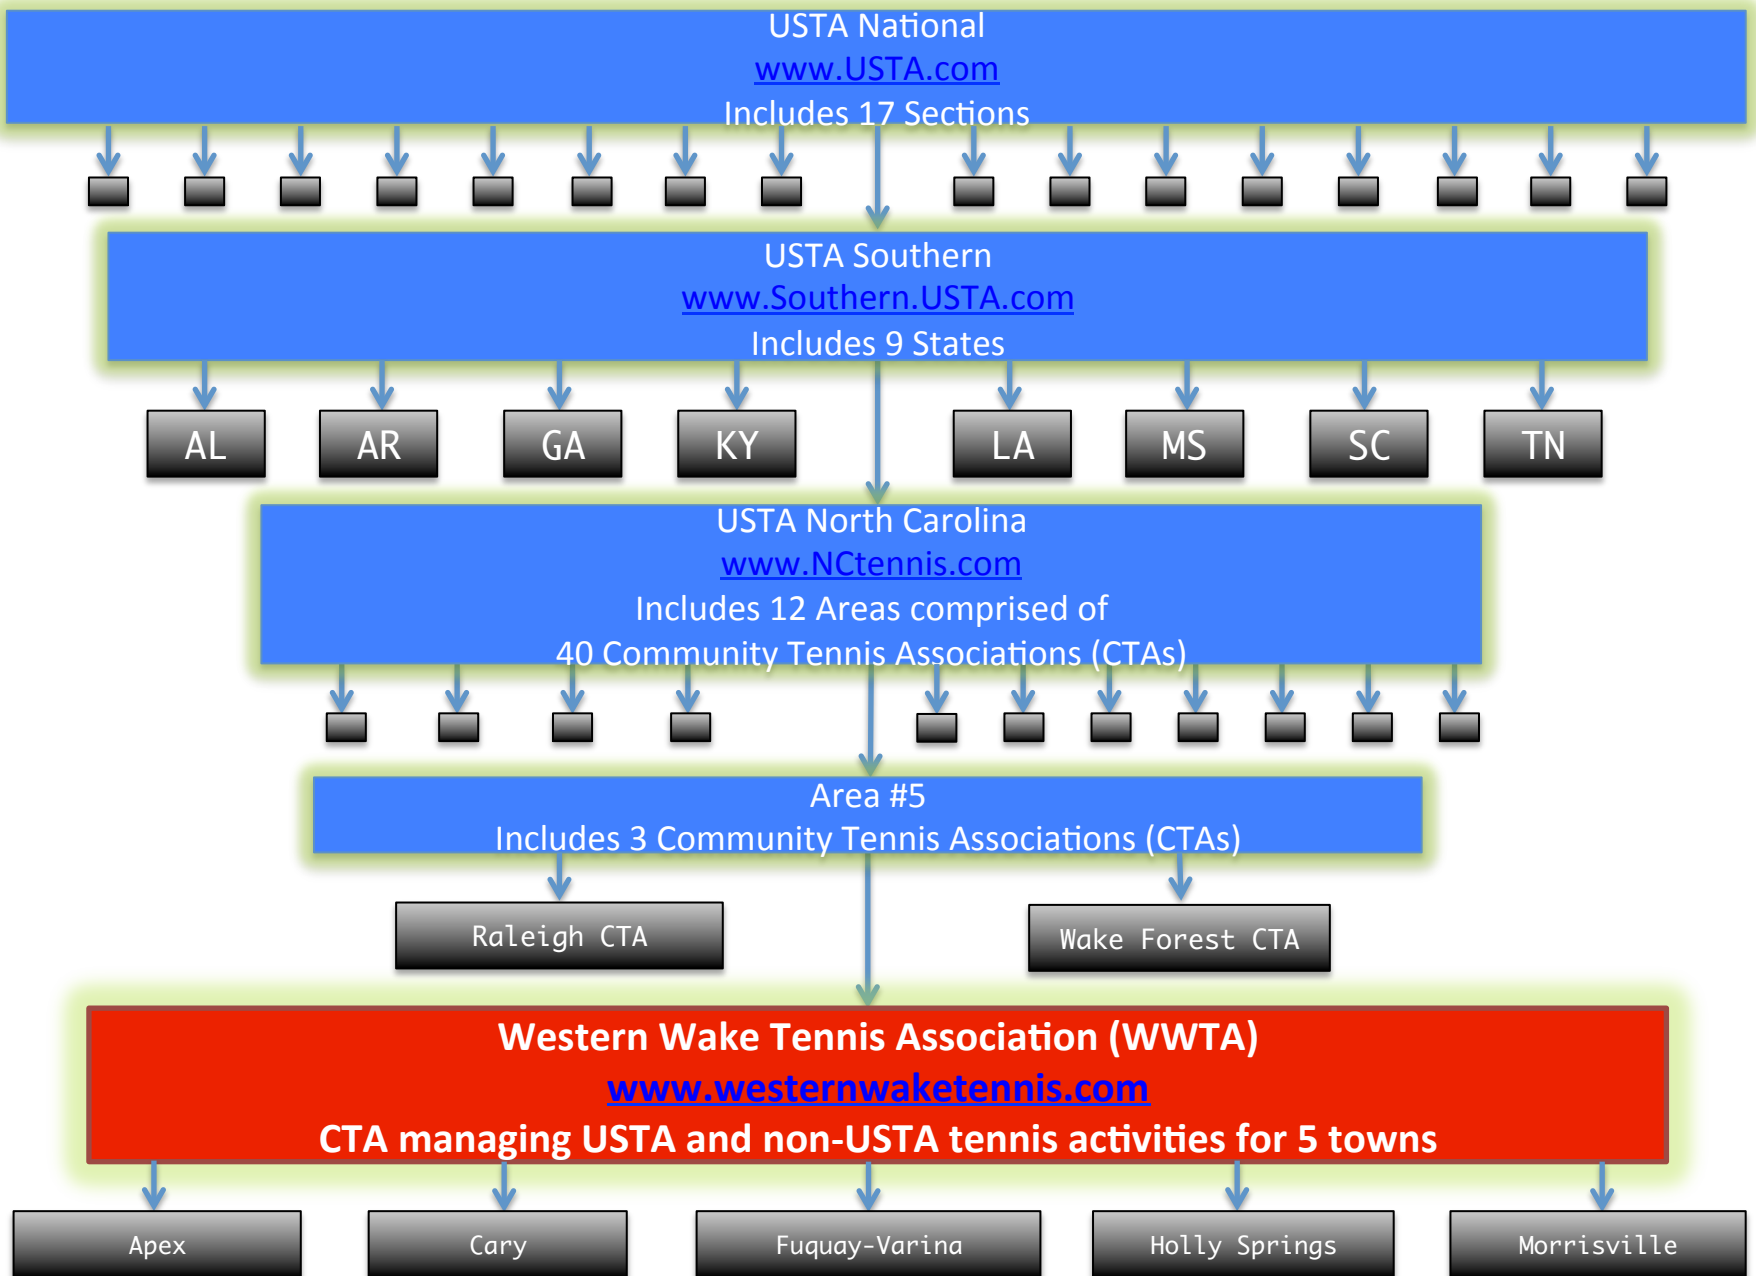 USTA National
www.USTA.com
Includes 17 Sections
USTA Southern
www.Southern.USTA.com
Includes 9 States
AL
AR
GA
KY
LA
MS
SC
TN
USTA North Carolina
www.NCtennis.com
Includes 12 Areas comprised of
40 Community Tennis Associations (CTAs)
Area #5
Includes 3 Community Tennis Associations (CTAs)
Raleigh CTA
Wake Forest CTA
Western Wake Tennis Association (WWTA)
www.westernwaketennis.com
CTA managing USTA and non-USTA tennis activities for 5 towns
Apex
Cary
Fuquay-Varina
Holly Springs
Morrisville